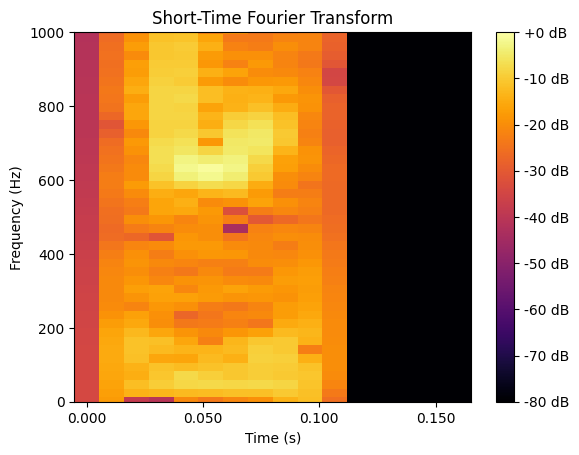 Short-Time Fourier Transform
1000
800
600
400
200
0
Frequency (Hz)
0.000
0.050
0.100
0.150
Time (s)
+0 dB
-10 dB
-20 dB
-30 dB
-40 dB
-50 dB
-60 dB
-70 dB
-80 dB